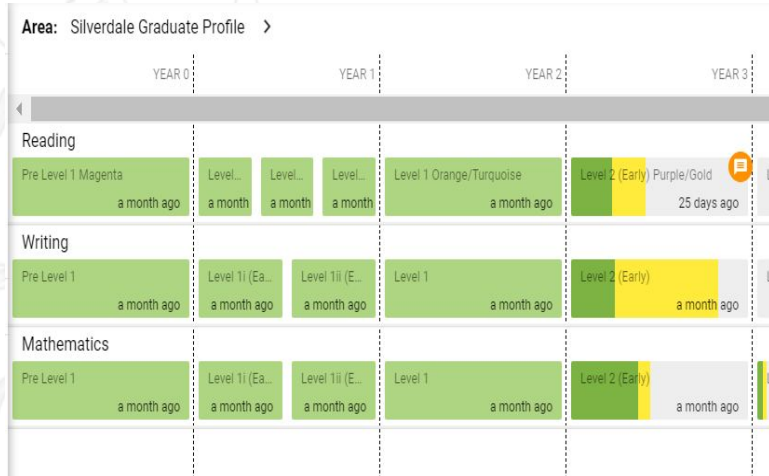 Area: Silverdale Graduate Profile >
YEAR 0 YEAR 1 YEAR 2 YEAR 3
Reading
Pre Level 1 Magenta Level... Level... Level... Level 1 Orange/Turquoise Level 2 (Early) Purple/Gold
a month ago a month a month a month a month ago 25 days ago
Writing
Pre Level 1 Level 1i (Ea... Level 1ii (E... Level 1 Level 2 (Early)
a month ago a month ago a month ago a month ago a month ago
Mathematics
Pre Level 1 Level 1i (Ea... Level 1ii (E... Level 1 Level 2 (Early)
a month ago a month ago a month ago a month ago a month ago